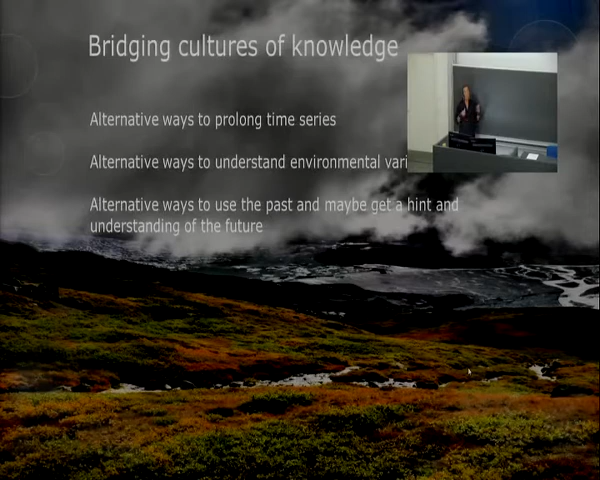 Bridging cultures of knowledge
Alternative ways to prolong time series
Alternative ways to understand environmental vari
Alternative ways to use the past and maybe get a hint and
understanding of the future